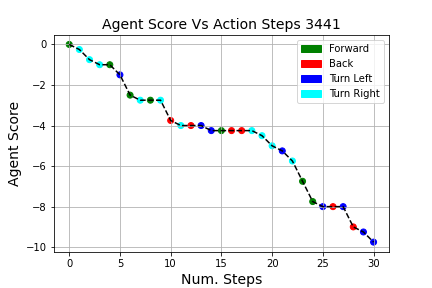 Agent Score Vs Action Steps 3441
Forward
Back
Turn Left
Turn Right
0
−2
−4
−6
−8
−10
Agent Score
0 5 10 15 20 25 30
Num. Steps